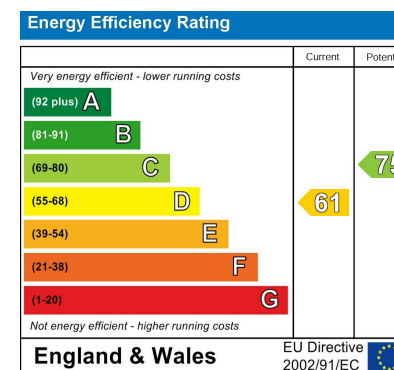 Energy Efficiency Rating
Current Potent
Very energy efficient - lower running costs
(92 plus) A
(81-91) B
(69-80) C
75
(55-68) D
61
(39-54) E
(21-38) F
(1-20) G
Not energy efficient - higher running costs
England & Wales
EU Directive
2002/91/EC